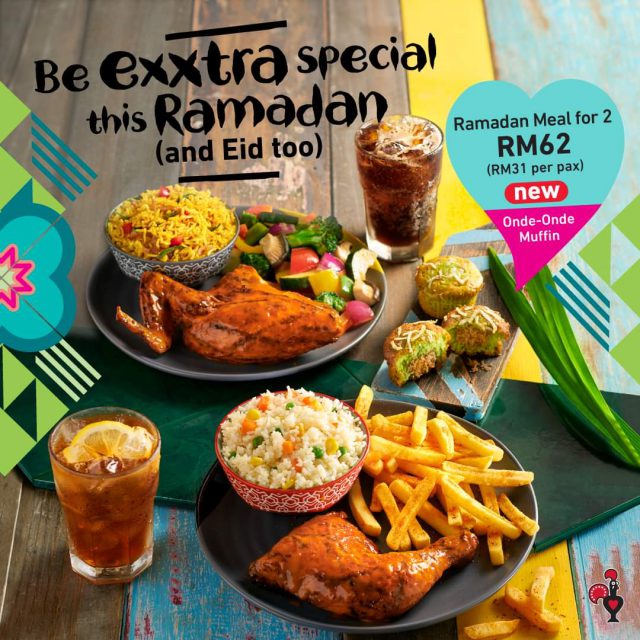 Be exxtra special
this Ramadan
(and Eid too)
Ramadan Meal for 2
RM62
(RM31 per pax)
new
Onde-Onde
Muffin